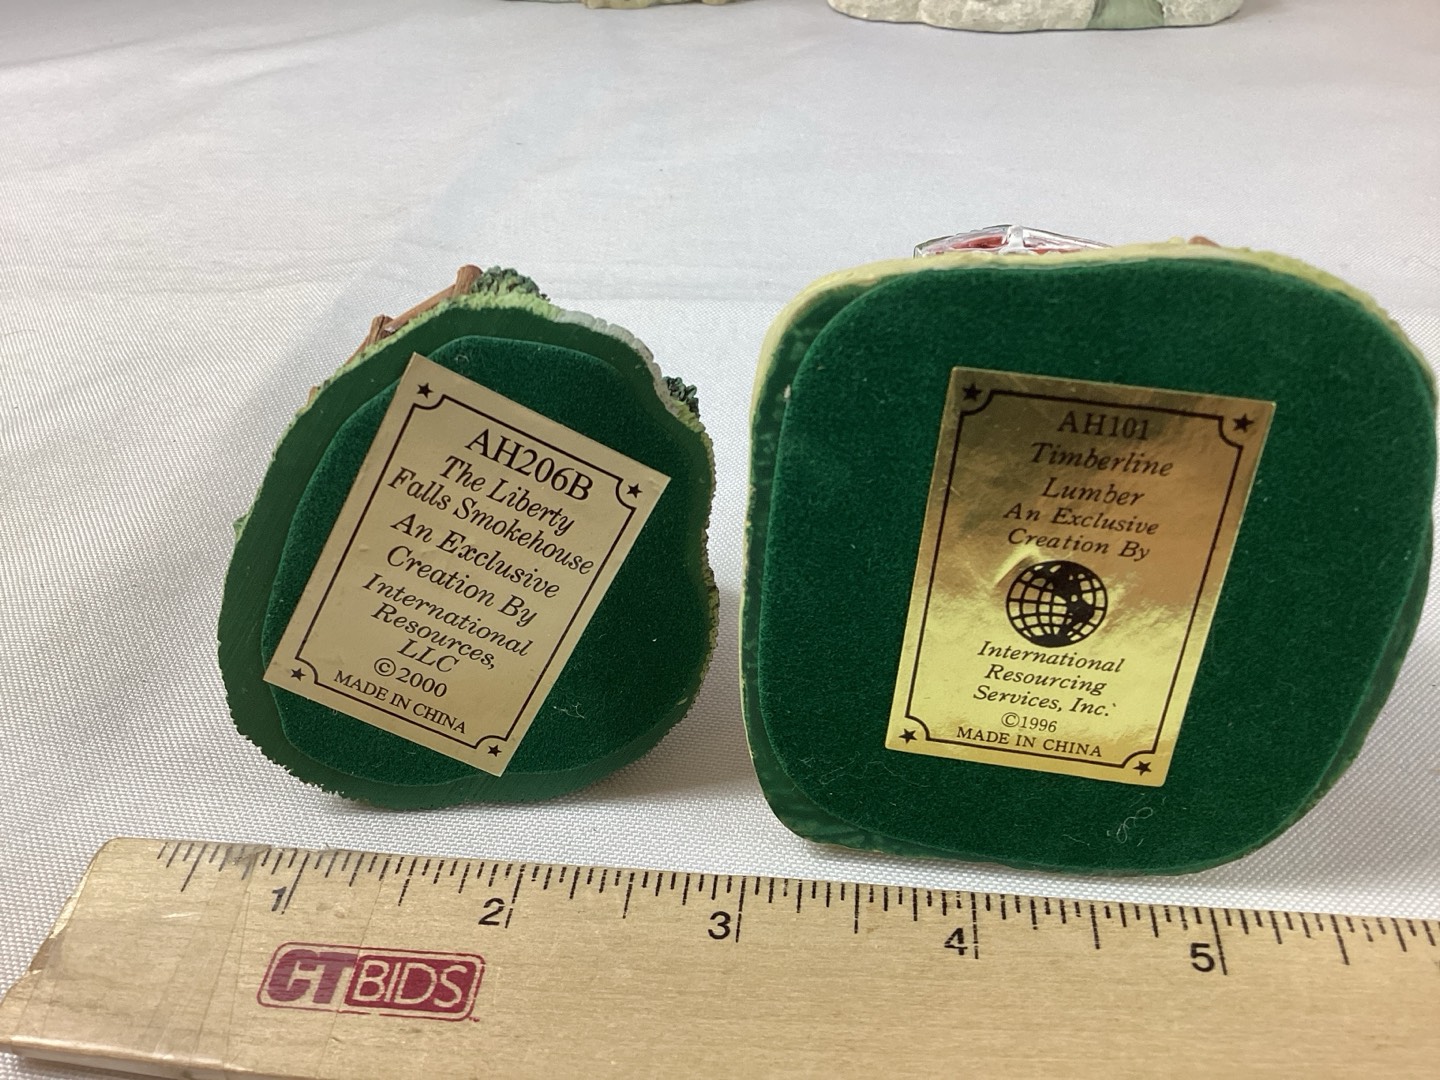 AH206B
The Liberty
Falls Smokehouse
An Exclusive
Creation By
International
Resources,
LLC
©2000
MADE IN CHINA
AH101
Timberline
Lumber
An Exclusive
Creation By
International
Resourcing
Services, Inc.
©1996
MADE IN CHINA
1 2 3 4 5
CTBIDS